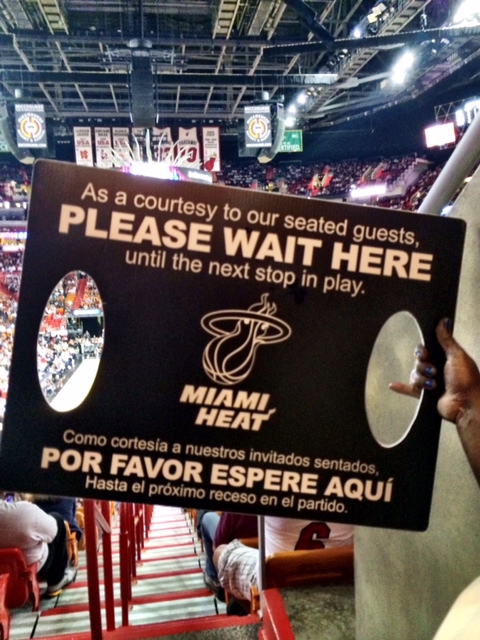 As a courtesy to our seated guests,
PLEASE WAIT HERE
until the next stop in play.
MIAMI
HEAT
Como cortesía a nuestros invitados sentados,
POR FAVOR ESPERE AQUÍ
Hasta el próximo receso en el partido.